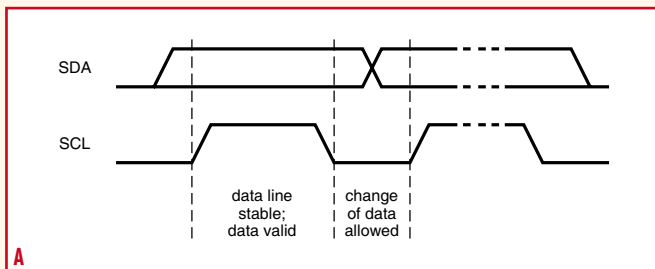 SDA
SCL
data line
stable;
data valid
change
of data
allowed
A